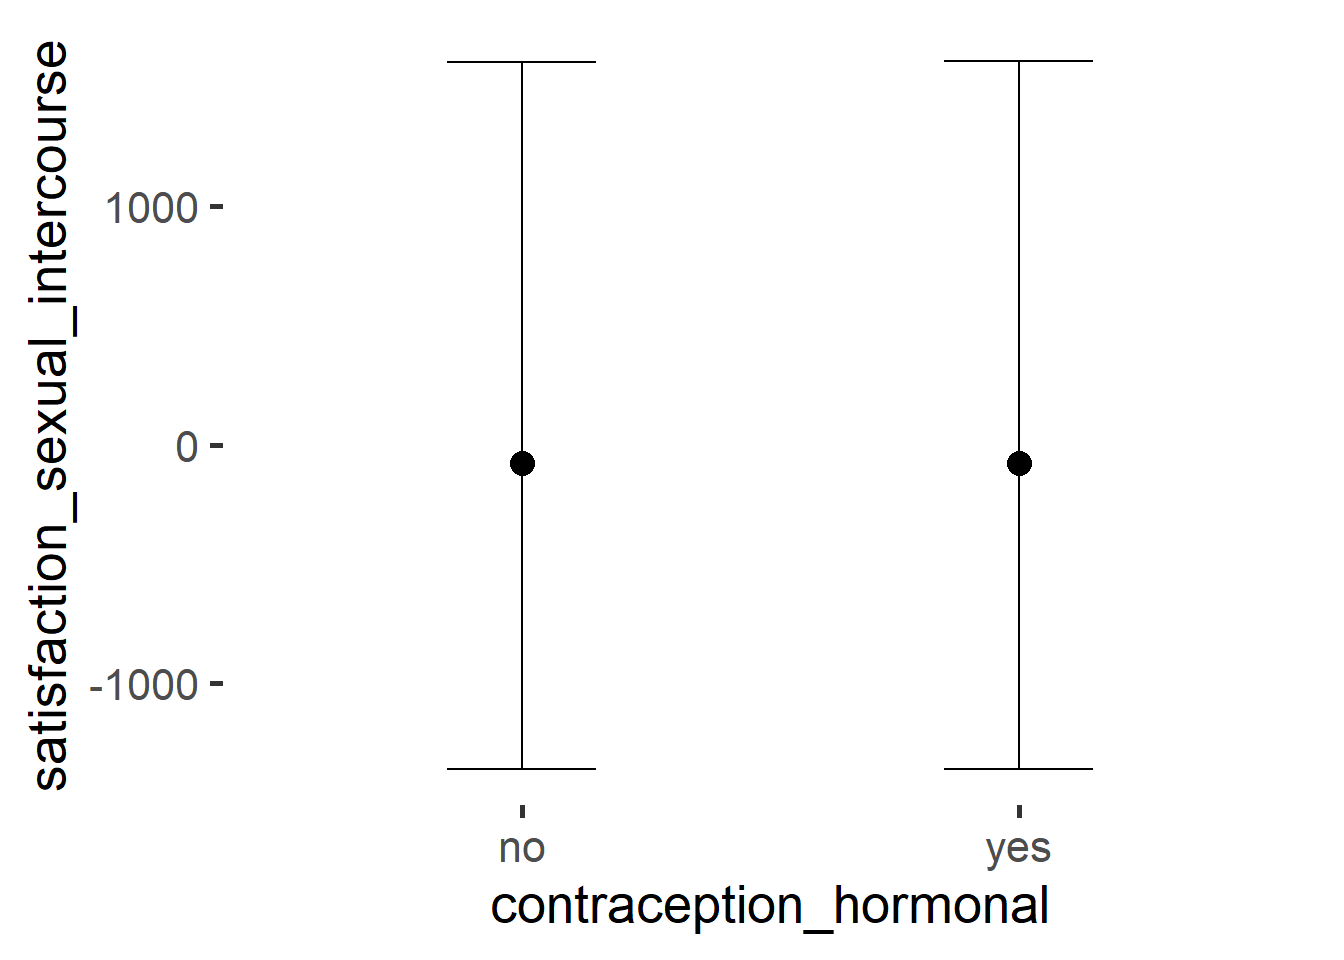 satisfaction_sexual_intercourse
1000
0
-1000
no
yes
contraception_hormonal